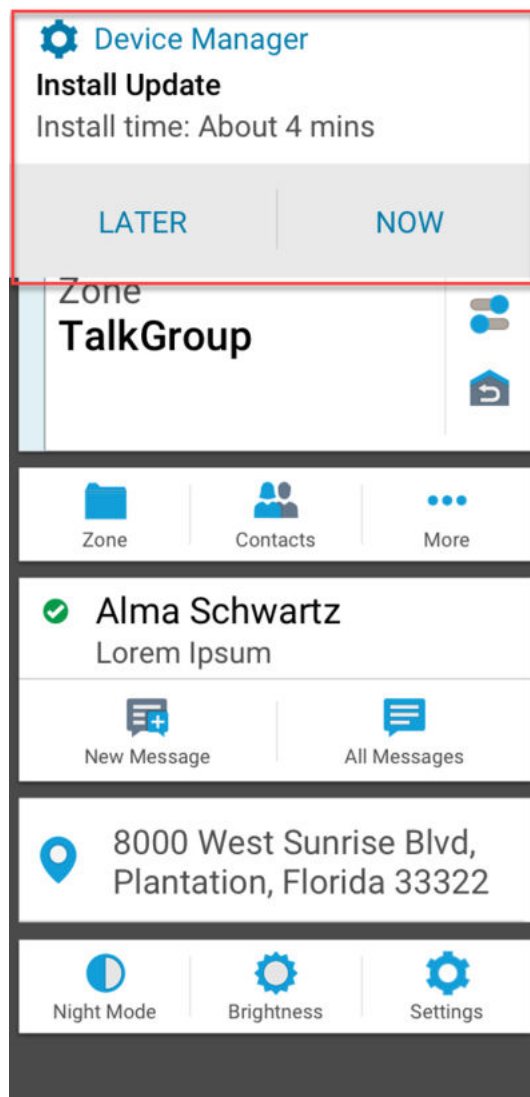 Device Manager
Install Update
Install time: About 4 mins
LATER NOW
Zone
TalkGroup
Zone Contacts More
Alma Schwartz
Lorem Ipsum
New Message All Messages
8000 West Sunrise Blvd,
Plantation, Florida 33322
Night Mode Brightness Settings